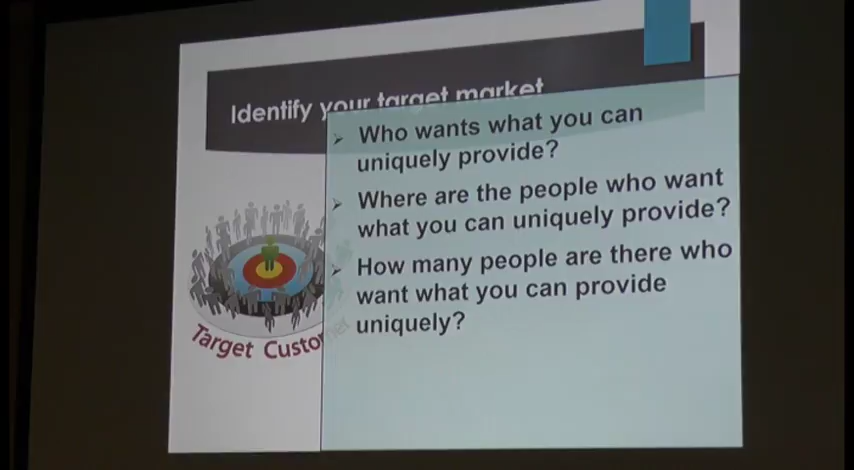 Identify your target market
Who wants what you can
uniquely provide?
Where are the people who want
what you can uniquely provide?
How many people are there who
want what you can provide
uniquely?
Target Customer